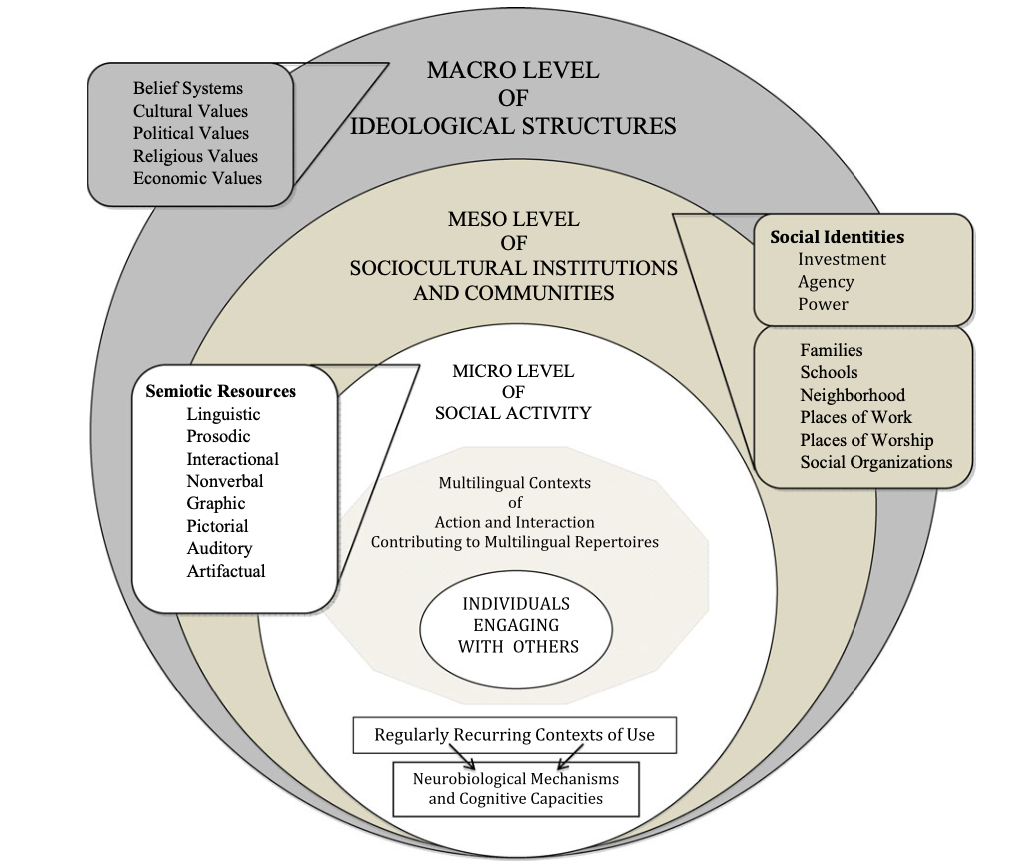 MACRO LEVEL
OF
IDEOLOGICAL STRUCTURES
Belief Systems
Cultural Values
Political Values
Religious Values
Economic Values
MESO LEVEL
OF
SOCIOCULTURAL INSTITUTIONS
AND COMMUNITIES
Social Identities
Investment
Agency
Power
Families
Schools
Neighborhood
Places of Work
Places of Worship
Social Organizations
MICRO LEVEL
OF
SOCIAL ACTIVITY
Semiotic Resources
Linguistic
Prosodic
Interactional
Nonverbal
Graphic
Pictorial
Auditory
Artifactual
Multilingual Contexts
of
Action and Interaction
Contributing to Multilingual Repertoires
INDIVIDUALS
ENGAGING
WITH OTHERS
Regularly Recurring Contexts of Use
Neurobiological Mechanisms
and Cognitive Capacities